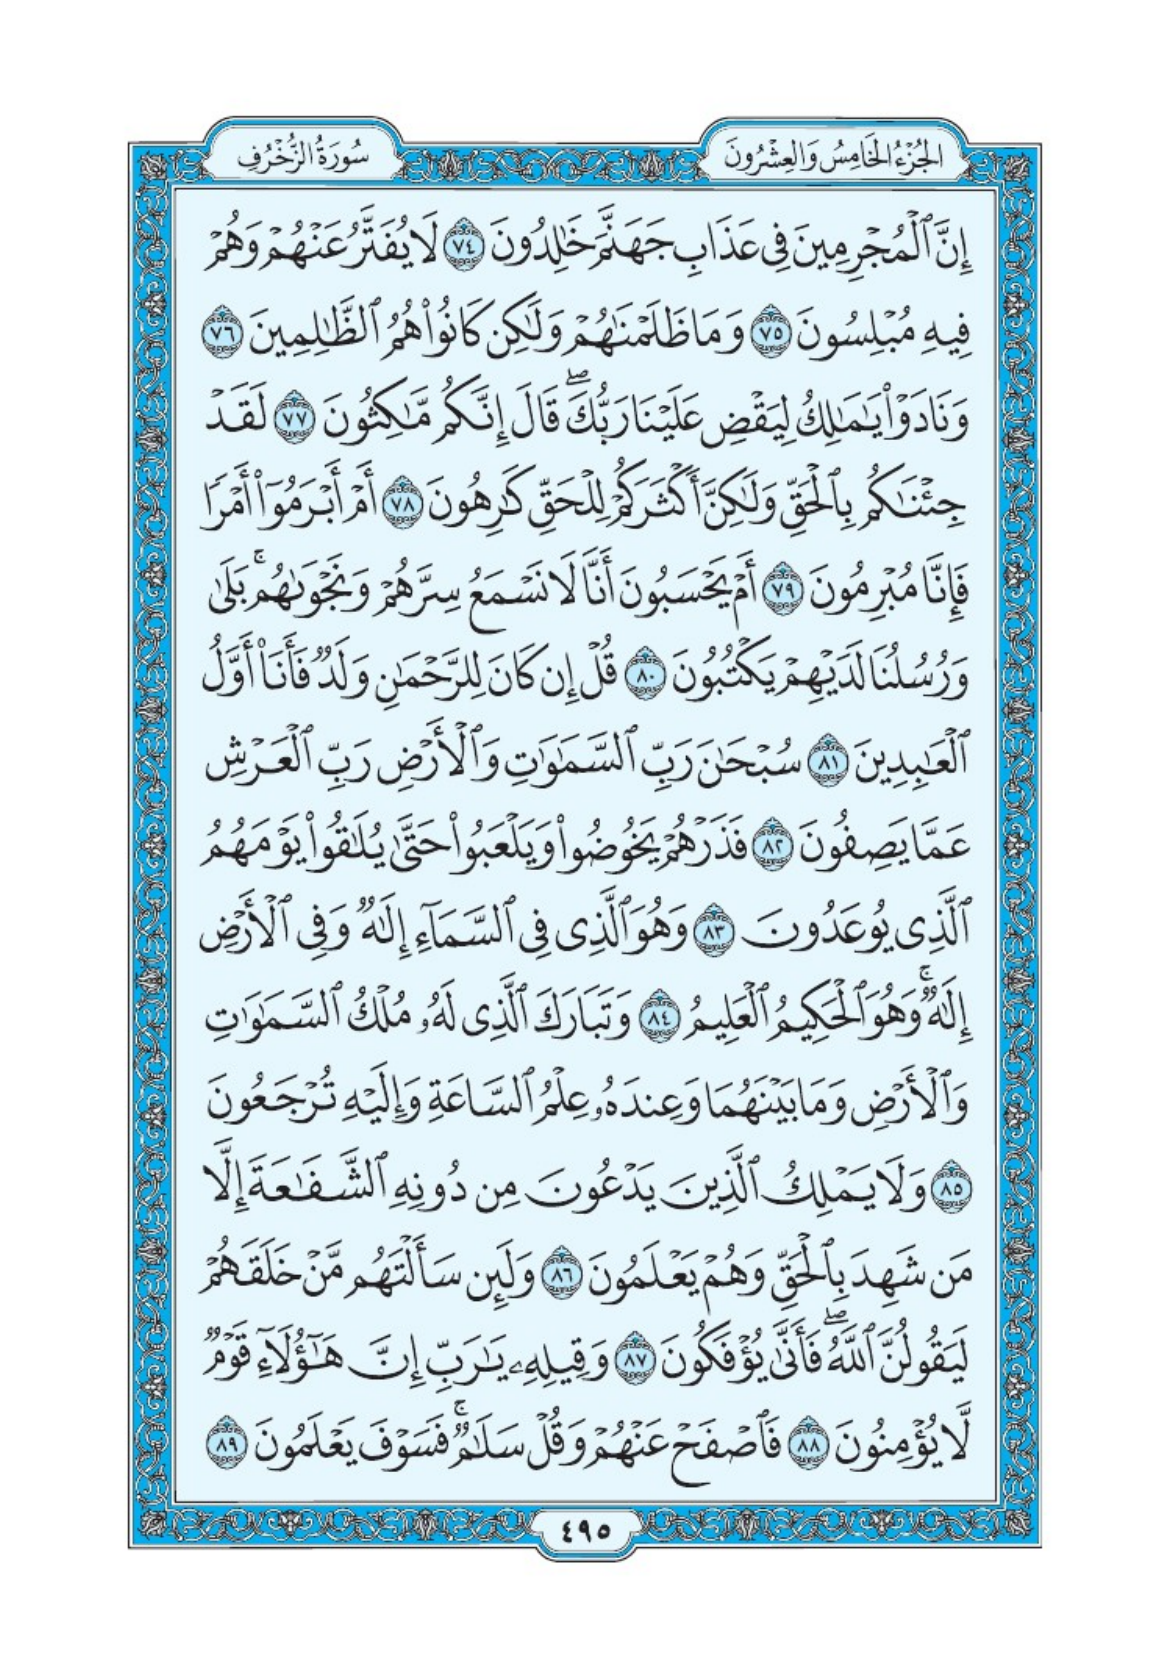 الجُزْءُ الخَامِسُ وَالعِشْرُونَ
سُورَةُ الزُّخْرُفِ
إِنَّ ٱلْمُجْرِمِينَ فِى عَذَابِ جَهَنَّمَ خَٰلِدُونَ ٧٤ لَا يُفَتَّرُ عَنْهُمْ وَهُمْ
فِيهِ مُبْلِسُونَ ٧٥ وَمَا ظَلَمْنَٰهُمْ وَلَٰكِن كَانُوا۟ هُمُ ٱلظَّٰلِمِينَ ٧٦
وَنَادَوْا۟ يَٰمَٰلِكُ لِيَقْضِ عَلَيْنَا رَبُّكَ ۖ قَالَ إِنَّكُم مَّٰكِثُونَ ٧٧ لَقَدْ
جِئْنَٰكُم بِٱلْحَقِّ وَلَٰكِنَّ أَكْثَرَكُمْ لِلْحَقِّ كَٰرِهُونَ ٧٨ أَمْ أَبْرَمُوٓا۟ أَمْرًا
فَإِنَّا مُبْرِمُونَ ٧٩ أَمْ يَحْسَبُونَ أَنَّا لَا نَسْمَعُ سِرَّهُمْ وَنَجْوَىٰهُم ۚ بَلَىٰ
وَرُسُلُنَا لَدَيْهِمْ يَكْتُبُونَ ٨٠ قُلْ إِن كَانَ لِلرَّحْمَٰنِ وَلَدٌ فَأَنَا۠ أَوَّلُ
ٱلْعَٰبِدِينَ ٨١ سُبْحَٰنَ رَبِّ ٱلسَّمَٰوَٰتِ وَٱلْأَرْضِ رَبِّ ٱلْعَرْشِ
عَمَّا يَصِفُونَ ٨٢ فَذَرْهُمْ يَخُوضُوا۟ وَيَلْعَبُوا۟ حَتَّىٰ يُلَٰقُوا۟ يَوْمَهُمُ
ٱلَّذِى يُوعَدُونَ ٨٣ وَهُوَ ٱلَّذِى فِى ٱلسَّمَآءِ إِلَٰهٌ وَفِى ٱلْأَرْضِ
إِلَٰهٌ ۚ وَهُوَ ٱلْحَكِيمُ ٱلْعَلِيمُ ٨٤ وَتَبَارَكَ ٱلَّذِى لَهُۥ مُلْكُ ٱلسَّمَٰوَٰتِ
وَٱلْأَرْضِ وَمَا بَيْنَهُمَا وَعِندَهُۥ عِلْمُ ٱلسَّاعَةِ وَإِلَيْهِ تُرْجَعُونَ
٨٥ وَلَا يَمْلِكُ ٱلَّذِينَ يَدْعُونَ مِن دُونِهِ ٱلشَّفَٰعَةَ إِلَّا
مَن شَهِدَ بِٱلْحَقِّ وَهُمْ يَعْلَمُونَ ٨٦ وَلَئِن سَأَلْتَهُم مَّنْ خَلَقَهُمْ
لَيَقُولُنَّ ٱللَّهُ ۖ فَأَنَّىٰ يُؤْفَكُونَ ٨٧ وَقِيلِهِۦ يَٰرَبِّ إِنَّ هَٰٓؤُلَآءِ قَوْمٌ
لَّا يُؤْمِنُونَ ٨٨ فَٱصْفَحْ عَنْهُمْ وَقُلْ سَلَٰمٌ ۚ فَسَوْفَ يَعْلَمُونَ ٨٩
٤٩٥